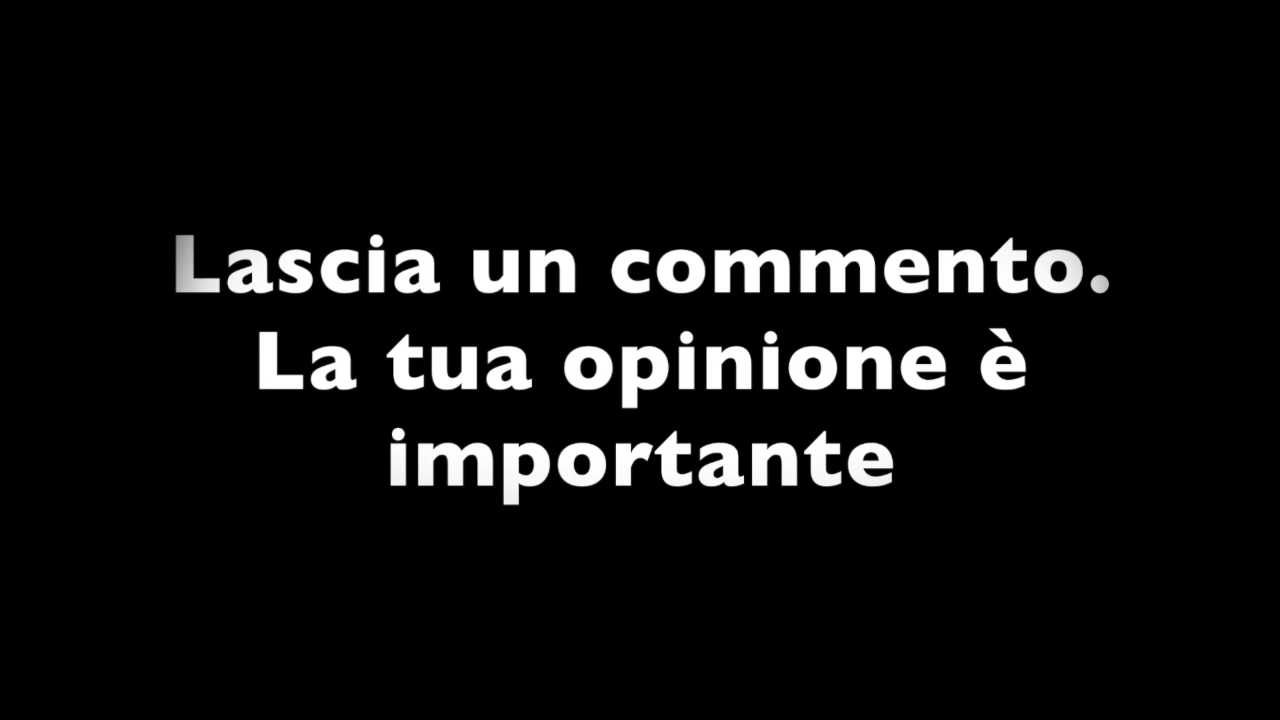 Lascia un commento.
La tua opinione è
importante